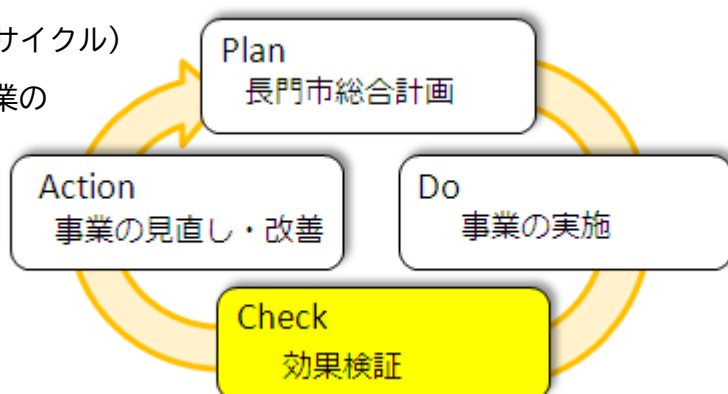 サイクル）
業の
Plan
長門市総合計画
Action
事業の見直し・改善
Do
事業の実施
Check
効果検証